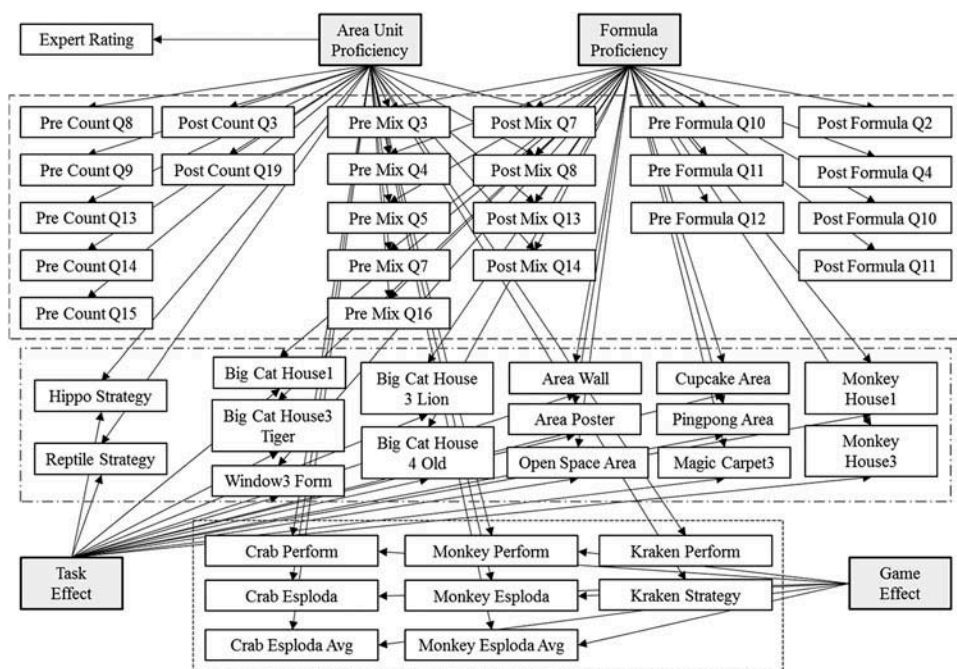 Expert Rating
Area Unit
Proficiency
Formula
Proficiency
Pre Count Q8
Post Count Q3
Pre Mix Q3
Post Mix Q7
Pre Formula Q10
Post Formula Q2
Pre Count Q9
Post Count Q19
Pre Mix Q4
Post Mix Q8
Pre Formula Q11
Post Formula Q4
Pre Count Q13
Pre Mix Q5
Post Mix Q13
Pre Formula Q12
Post Formula Q10
Pre Count Q14
Pre Mix Q7
Post Mix Q14
Post Formula Q11
Pre Count Q15
Pre Mix Q16
Hippo Strategy
Reptile Strategy
Big Cat House1
Big Cat House3
Tiger
Window3 Form
Big Cat House
3 Lion
Big Cat House
4 Old
Area Wall
Area Poster
Open Space Area
Cupcake Area
Pingpong Area
Magic Carpet3
Monkey
House1
Monkey
House3
Task
Effect
Crab Perform
Monkey Perform
Kraken Perform
Crab Esploda
Monkey Esploda
Kraken Strategy
Crab Esploda Avg
Monkey Esploda Avg
Game
Effect